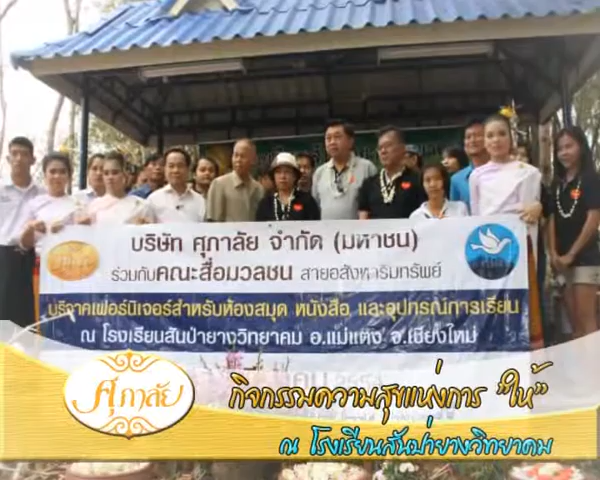 บริษัท ศุภาลัย จำกัด (มหาชน)
ร่วมกับคณะสื่อมวลชน สายอสังหาริมทรัพย์
บริจาคเฟอร์นิเจอร์สำหรับห้องสมุด หนังสือ และอุปกรณ์การเรียน
ณ โรงเรียนสันป่ายางวิทยาคม อ.แม่แตง จ.เชียงใหม่
ศุภาลัย
กิจกรรมความสุขแห่งการ "ให้"
ณ โรงเรียนสันป่ายางวิทยาคม